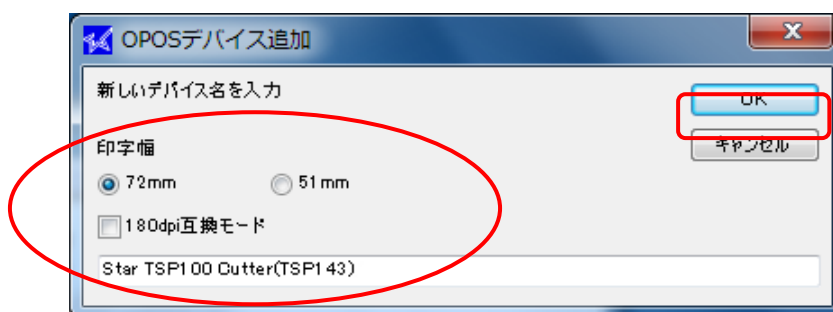 OPOSデバイス追加
新しいデバイス名を入力
OK
印字幅
キャンセル
72mm 51mm
180dpi互換モード
Star TSP100 Cutter(TSP143)